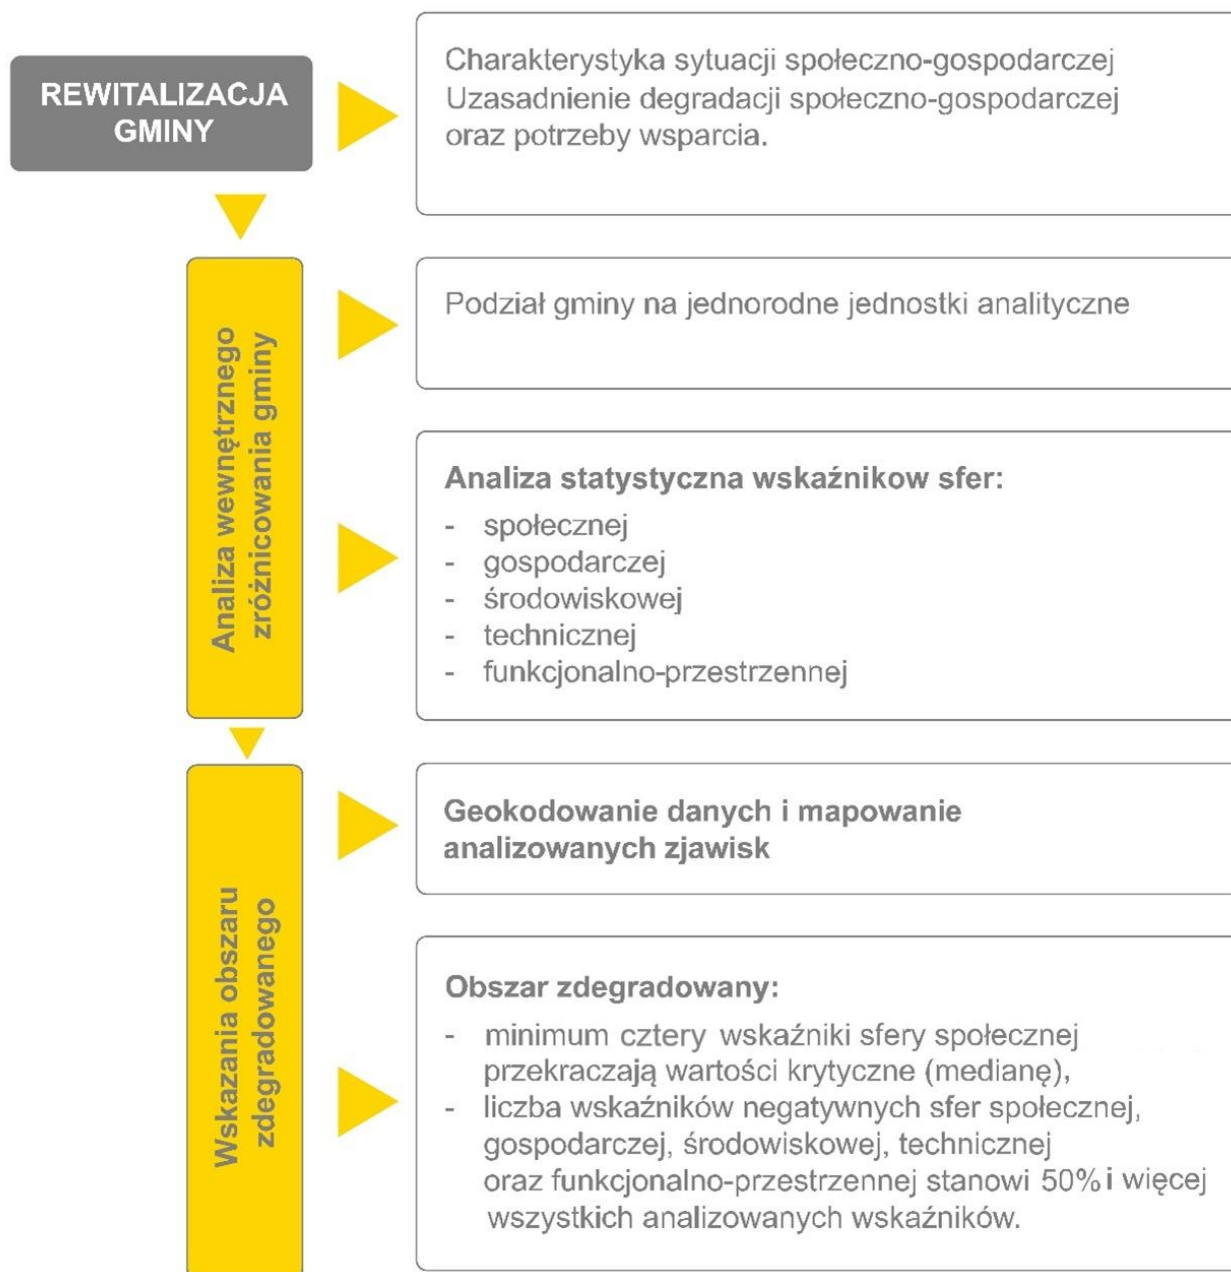 REWITALIZACJA
GMINY
Charakterystyka sytuacji społeczno-gospodarczej
Uzasadnienie degradacji społeczno-gospodarczej
oraz potrzeby wsparcia.
Analiza wewnętrznego
zróżnicowania gminy
Podział gminy na jednorodne jednostki analityczne
Analiza statystyczna wskaźnikow sfer:
- społecznej
- gospodarczej
- środowiskowej
- technicznej
- funkcjonalno-przestrzennej
Wskazania obszaru
zdegradowanego
Geokodowanie danych i mapowanie
analizowanych zjawisk
Obszar zdegradowany:
- minimum cztery wskaźniki sfery społecznej
przekraczają wartości krytyczne (medianę),
- liczba wskaźników negatywnych sfer społecznej,
gospodarczej, środowiskowej, technicznej
oraz funkcjonalno-przestrzennej stanowi 50% i więcej
wszystkich analizowanych wskaźników.